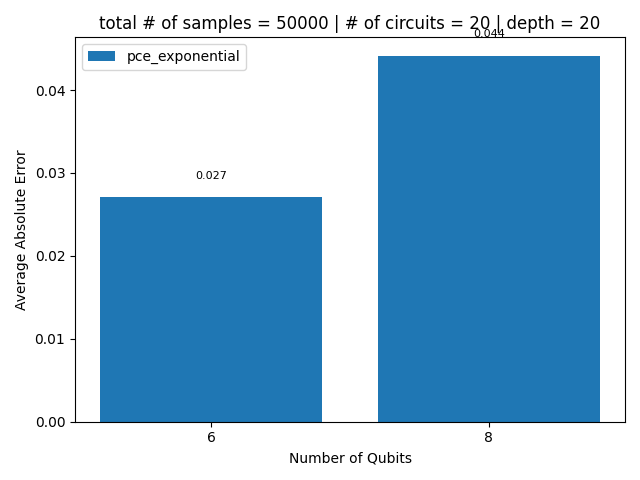 total # of samples = 50000 | # of circuits = 20 | depth = 20
0.044
pce_exponential
0.04
0.027
0.03
0.02
0.01
0.00
Average Absolute Error
6
8
Number of Qubits